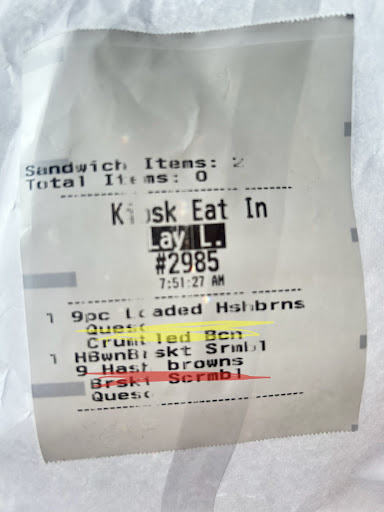 Sandwich Items: 2
Total Items: 0
Kiosk Eat In
Lay L.
#2985
7:51:27 AM
1 9pc Loaded Hshbrns
Queso
Crumbled Bcn
1 HBwnBrskt Srmbl
9 Hash browns
Brskt Scrmbl
Queso